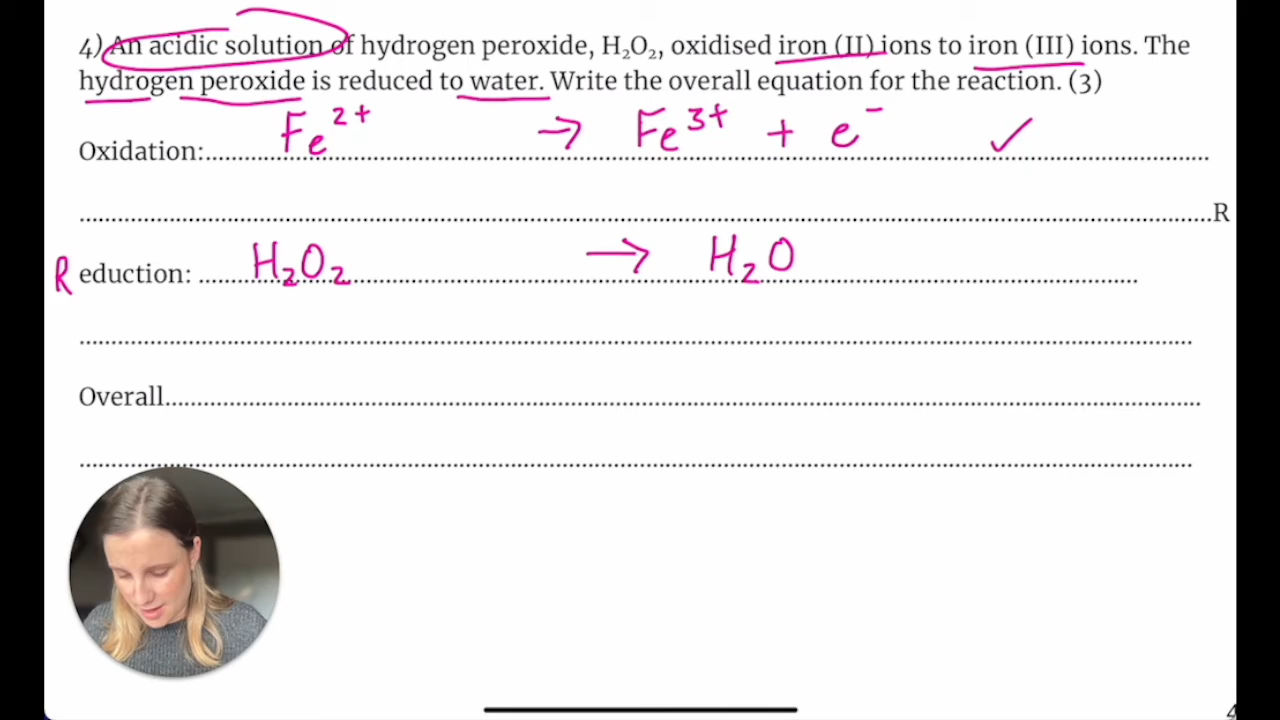 4) An acidic solution of hydrogen peroxide, H₂O₂, oxidised iron (II) ions to iron (III) ions. The
hydrogen peroxide is reduced to water. Write the overall equation for the reaction. (3)
Fe²⁺ → Fe³⁺ + e⁻ ✓
Oxidation:....................................................................................................
....................................................................................................R
H₂O₂ → H₂O
R eduction: ....................................................................................................
....................................................................................................
Overall....................................................................................................
....................................................................................................